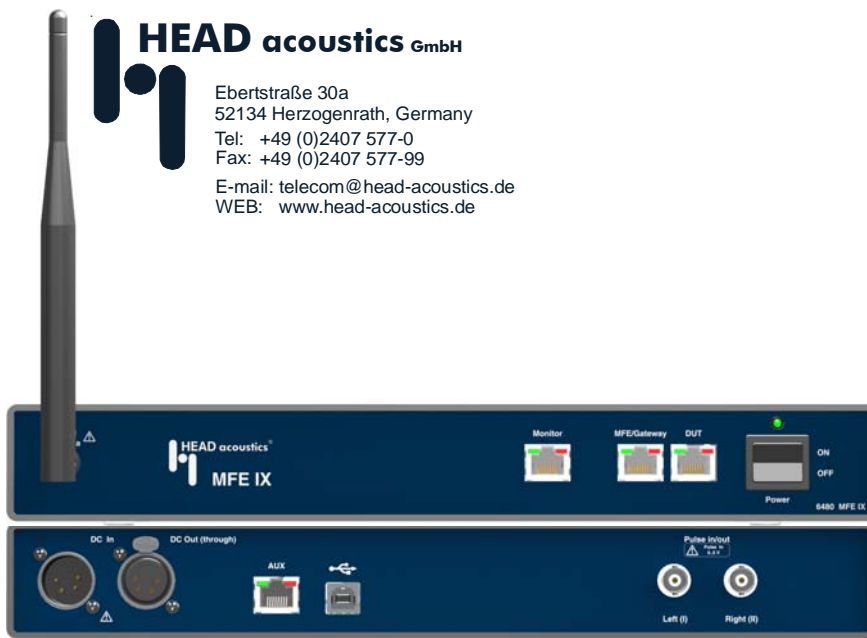 HEAD acoustics GmbH
Ebertstraße 30a
52134 Herzogenrath, Germany
Tel: +49 (0)2407 577-0
Fax: +49 (0)2407 577-99
E-mail: telecom@head-acoustics.de
WEB: www.head-acoustics.de
HEAD acoustics®
MFE IX
Monitor
MFE/Gateway
DUT
ON
OFF
Power
6480 MFE IX
DC In
DC Out (through)
AUX
Pulse in/out
Pulse In
Left (I)
Right (II)